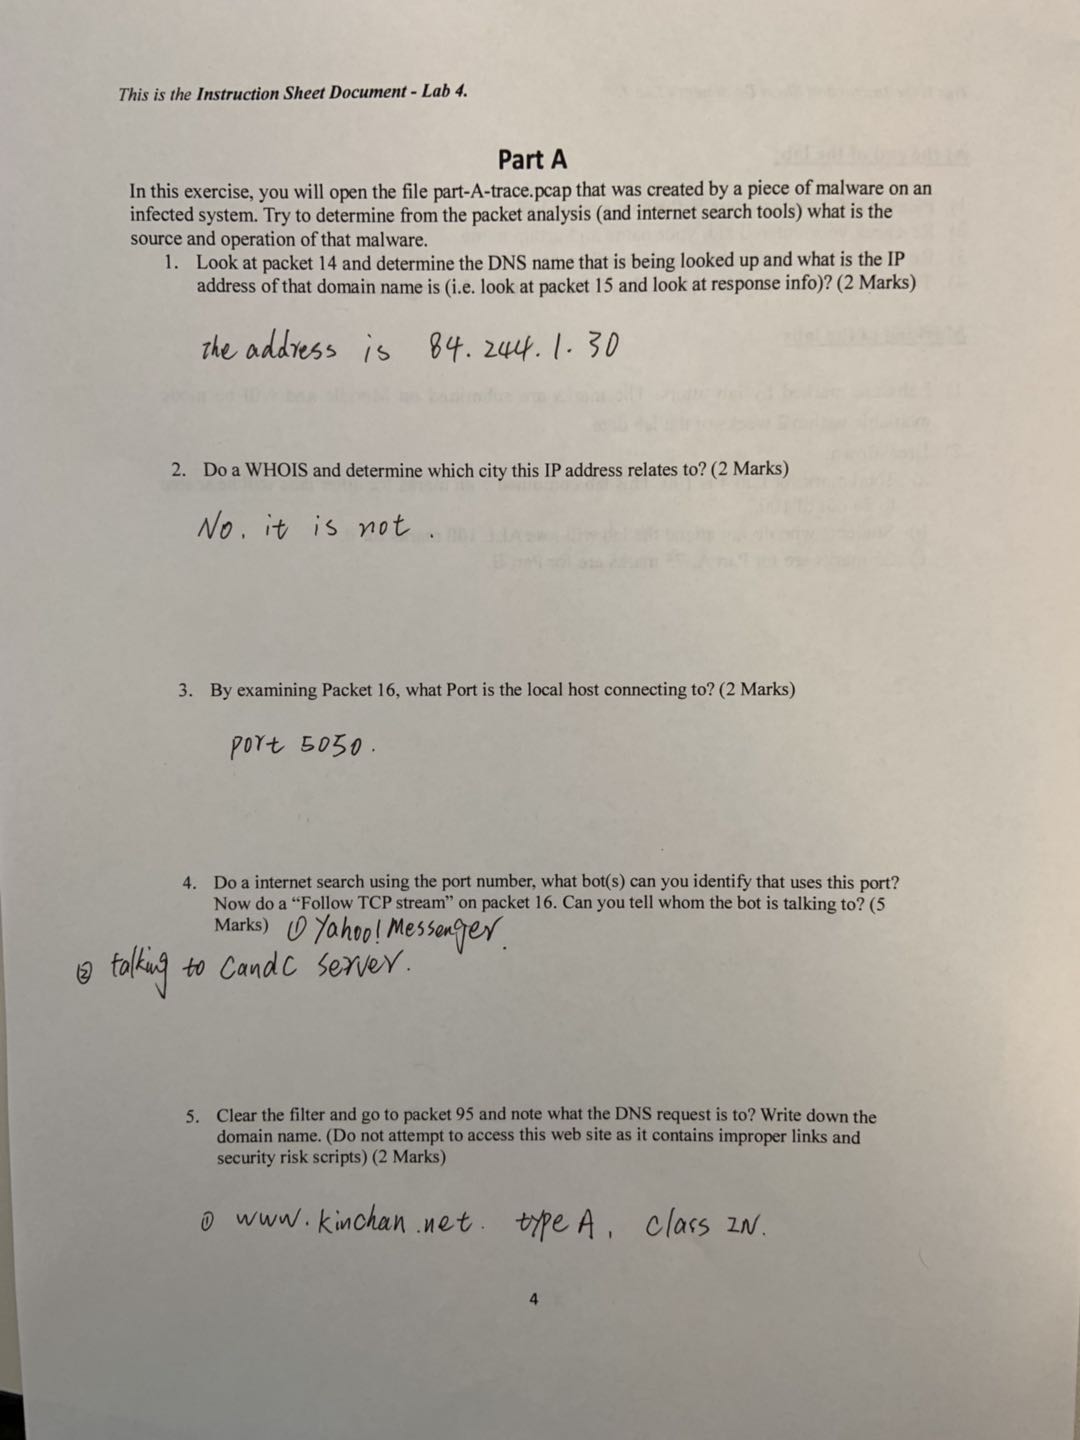 This is the Instruction Sheet Document - Lab 4.
Part A
In this exercise, you will open the file part-A-trace.pcap that was created by a piece of malware on an
infected system. Try to determine from the packet analysis (and internet search tools) what is the
source and operation of that malware.
1. Look at packet 14 and determine the DNS name that is being looked up and what is the IP
address of that domain name is (i.e. look at packet 15 and look at response info)? (2 Marks)
the address is 84.244.1.30
2. Do a WHOIS and determine which city this IP address relates to? (2 Marks)
No. it is not.
3. By examining Packet 16, what Port is the local host connecting to? (2 Marks)
port 5050.
4. Do a internet search using the port number, what bot(s) can you identify that uses this port?
Now do a “Follow TCP stream” on packet 16. Can you tell whom the bot is talking to? (5
Marks) ① Yahoo! Messenger.
② talking to CandC server.
5. Clear the filter and go to packet 95 and note what the DNS request is to? Write down the
domain name. (Do not attempt to access this web site as it contains improper links and
security risk scripts) (2 Marks)
① www.kinchan.net. type A, class IN.
4